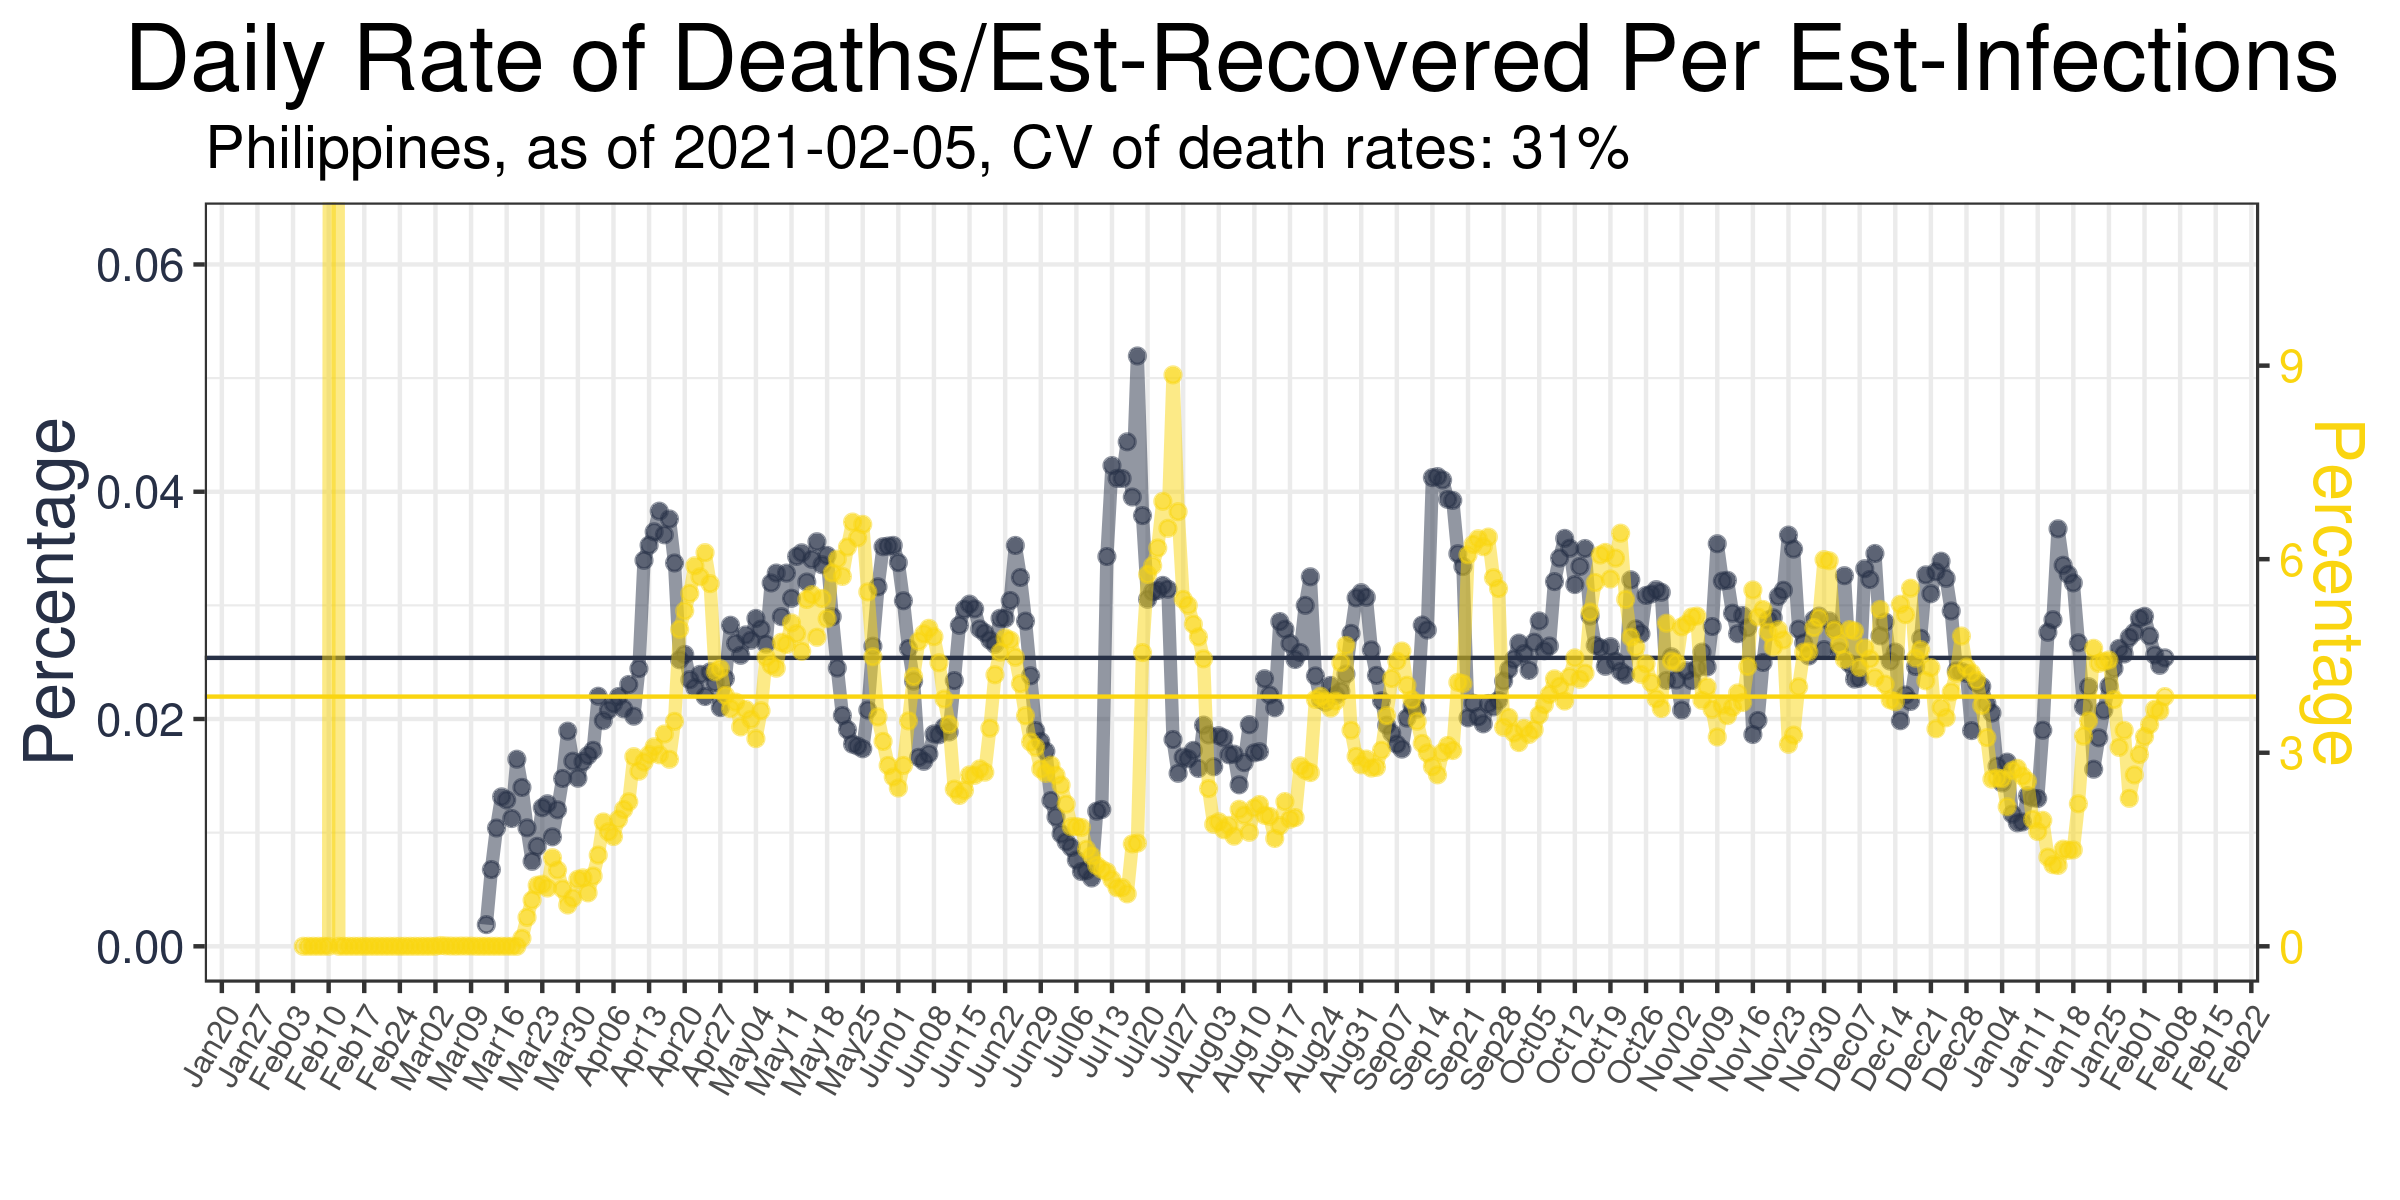 Daily Rate of Deaths/Est-Recovered Per Est-Infections
Philippines, as of 2021-02-05, CV of death rates: 31%
Percentage
0.06
0.04
0.02
0.00
9
6
3
0
Percentage
Jan20 Jan27 Feb03 Feb10 Feb17 Feb24 Mar02 Mar09 Mar16 Mar23 Mar30 Apr06 Apr13 Apr20 Apr27 May04 May11 May18 May25 Jun01 Jun08 Jun15 Jun22 Jun29 Jul06 Jul13 Jul20 Jul27 Aug03 Aug10 Aug17 Aug24 Aug31 Sep07 Sep14 Sep21 Sep28 Oct05 Oct12 Oct19 Oct26 Nov02 Nov09 Nov16 Nov23 Nov30 Dec07 Dec14 Dec21 Dec28 Jan04 Jan11 Jan18 Jan25 Feb01 Feb08 Feb15 Feb22